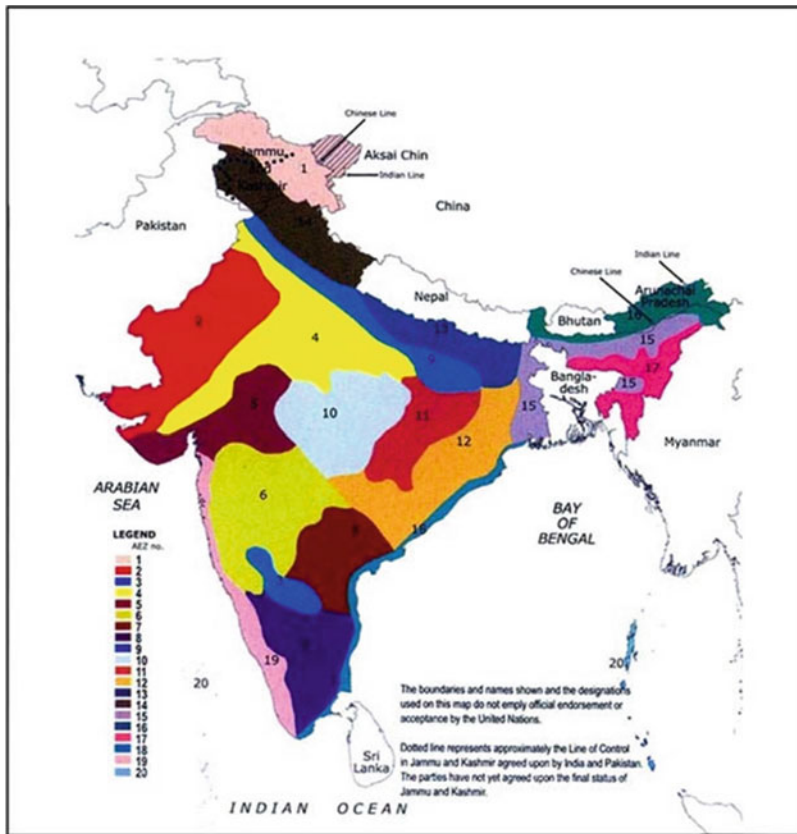 Chinese Line
Jammu
and
Kashmir
Aksai Chin
1
Indian Line
14
China
Pakistan
Indian Line
Chinese Line
Arunachal
Pradesh
Nepal
16
Bhutan
2
13
15
4
9
17
Bangla-
desh
15
5
10
11
15
12
Myanmar
ARABIAN
SEA
6
BAY
OF
BENGAL
18
LEGEND
AEZ no.
1
2
3
4
5
6
7
8
9
10
11
12
13
14
15
16
17
18
19
20
19
20
20
The boundaries and names shown and the designations
used on this map do not emply official endorsement or
acceptance by the United Nations.
Dotted line represents approximately the Line of Control
in Jammu and Kashmir agreed upon by India and Pakistan.
The parties have not yet agreed upon the final status of
Jammu and Kashmir.
Sri
Lanka
INDIAN OCEAN